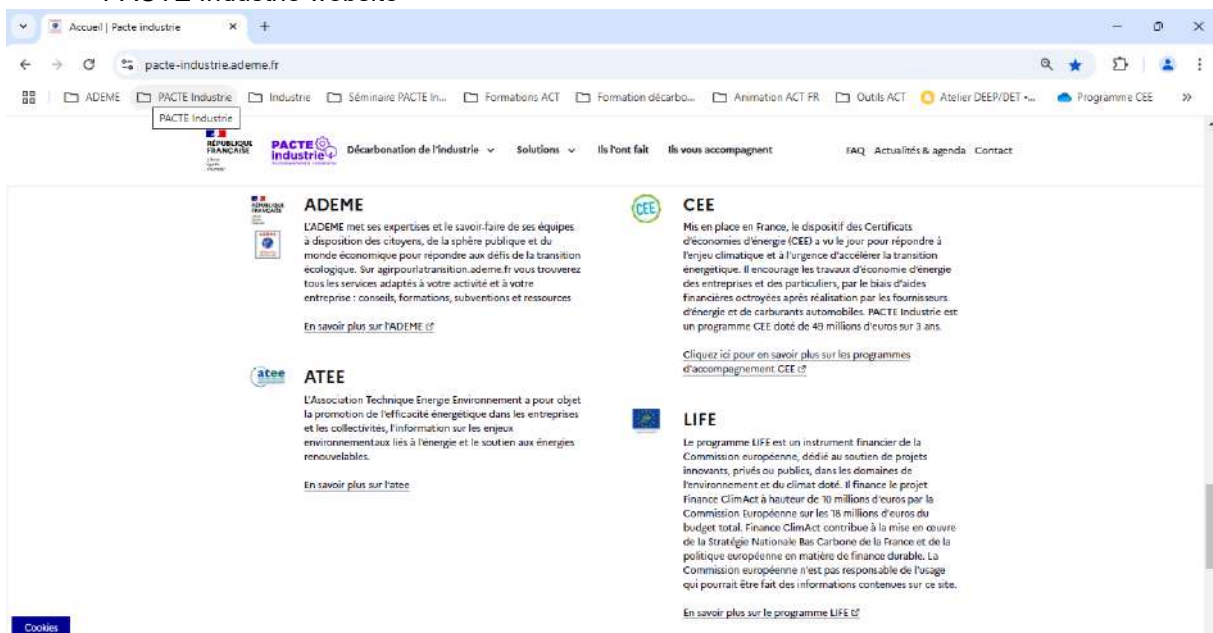 Accueil | Pacte industrie
pacte-industrie.ademe.fr
ADEME PACTE Industrie Industrie Séminaire PACTE In... Formations ACT Formation décarbo... Animation ACT FR Outils ACT Atelier DEEP/DET •... Programme CEE
PACTE Industrie
RÉPUBLIQUE
FRANÇAISE
PACTE
industrie
Décarbonation de l'industrie Solutions Ils l'ont fait Ils vous accompagnent FAQ Actualités & agenda Contact
ADEME
L'ADEME met ses expertises et le savoir-faire de ses équipes
à disposition des citoyens, de la sphère publique et du
monde économique pour répondre aux défis de la transition
écologique. Sur agirpourlatransition.ademe.fr vous trouverez
tous les services adaptés à votre activité et à votre
entreprise : conseils, formations, subventions et ressources
En savoir plus sur l'ADEME
atee
ATEE
L'Association Technique Energie Environnement a pour objet
la promotion de l'efficacité énergétique dans les entreprises
et les collectivités, l'information sur les enjeux
environnementaux liés à l'énergie et le soutien aux énergies
renouvelables.
En savoir plus sur l'atee
CEE
CEE
Mis en place en France, le dispositif des Certificats
d'économies d'énergie (CEE) a vu le jour pour répondre à
l'enjeu climatique et à l'urgence d'accélérer la transition
énergétique. Il encourage les travaux d'économie d'énergie
des entreprises et des particuliers, par le biais d'aides
financières octroyées après réalisation par les fournisseurs
d'énergie et de carburants automobiles. PACTE Industrie est
un programme CEE doté de 49 millions d'euros sur 3 ans.
Cliquez ici pour en savoir plus sur les programmes
d'accompagnement CEE
LIFE
Le programme LIFE est un instrument financier de la
Commission européenne, dédié au soutien de projets
innovants, privés ou publics, dans les domaines de
l'environnement et du climat doté. Il finance le projet
Finance ClimAct à hauteur de 10 millions d'euros par la
Commission Européenne sur les 18 millions d'euros du
budget total. Finance ClimAct contribue à la mise en œuvre
de la Stratégie Nationale Bas Carbone de la France et de la
politique européenne en matière de finance durable. La
Commission européenne n'est pas responsable de l'usage
qui pourrait être fait des informations contenues sur ce site.
En savoir plus sur le programme LIFE
Cookies